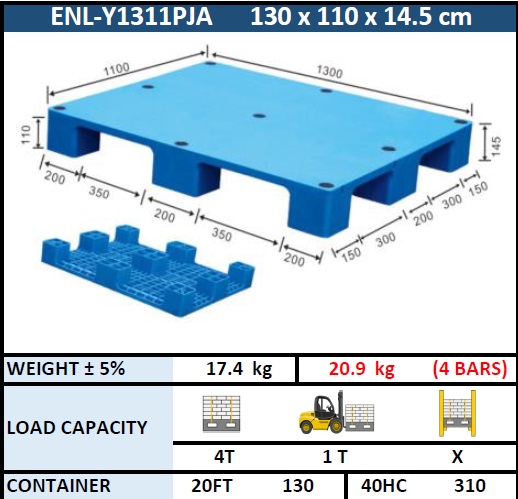 ENL-Y1311PJA 130 x 110 x 14.5 cm
1100
1300
110
145
200
350
200
350
200
150
300
200
300
150
WEIGHT ± 5% 17.4 kg 20.9 kg (4 BARS)
LOAD CAPACITY
4T 1 T X
CONTAINER 20FT 130 40HC 310